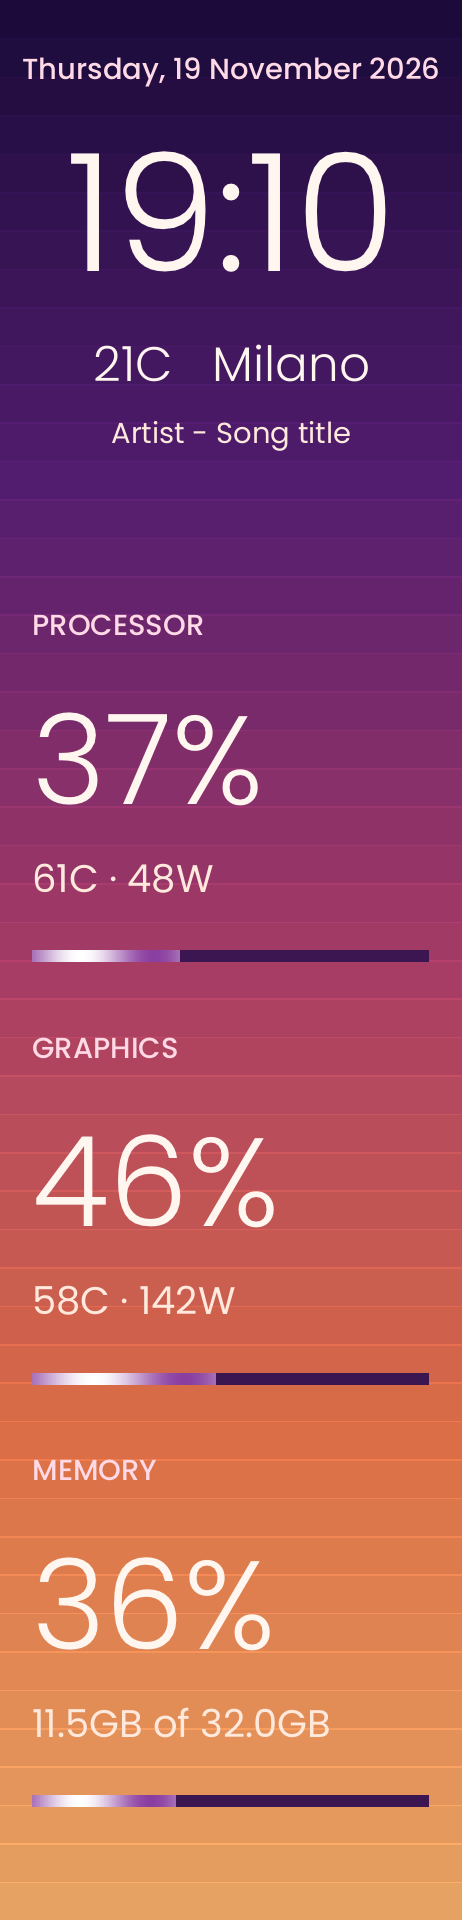 Thursday, 19 November 2026
19:10
21C Milano
Artist - Song title
PROCESSOR
37%
61C · 48W
GRAPHICS
46%
58C · 142W
MEMORY
36%
11.5GB of 32.0GB